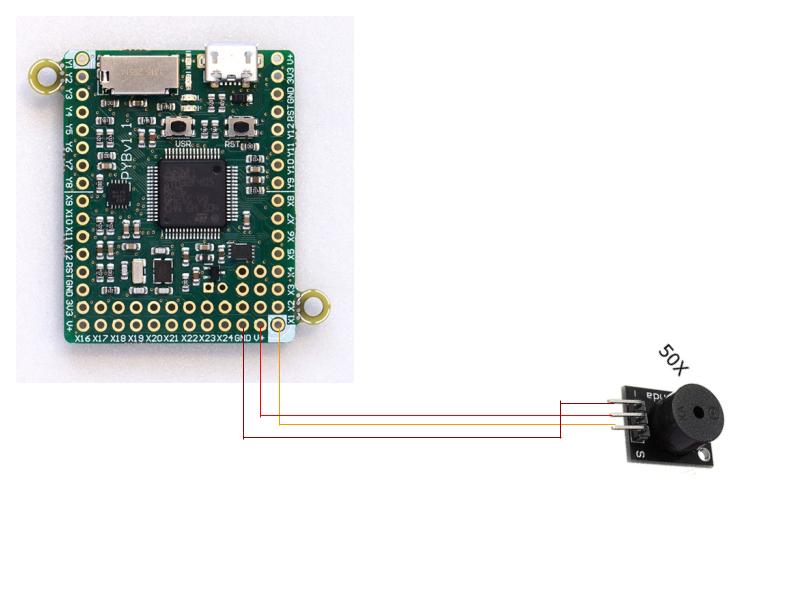 Y1
Y2
Y3
Y4
Y5
Y6
Y7
Y8
X9
X10
X11
X12
RST
GND
3V3
V+
PYBv1.1
USR
RST
V+
3V3
GND
RST
Y12
Y11
Y10
Y9
X8
X7
X6
X5
X4
X3
X2
X1
X16 X17 X18 X19 X20 X21 X22 X23 X24 GND V+
50X
S